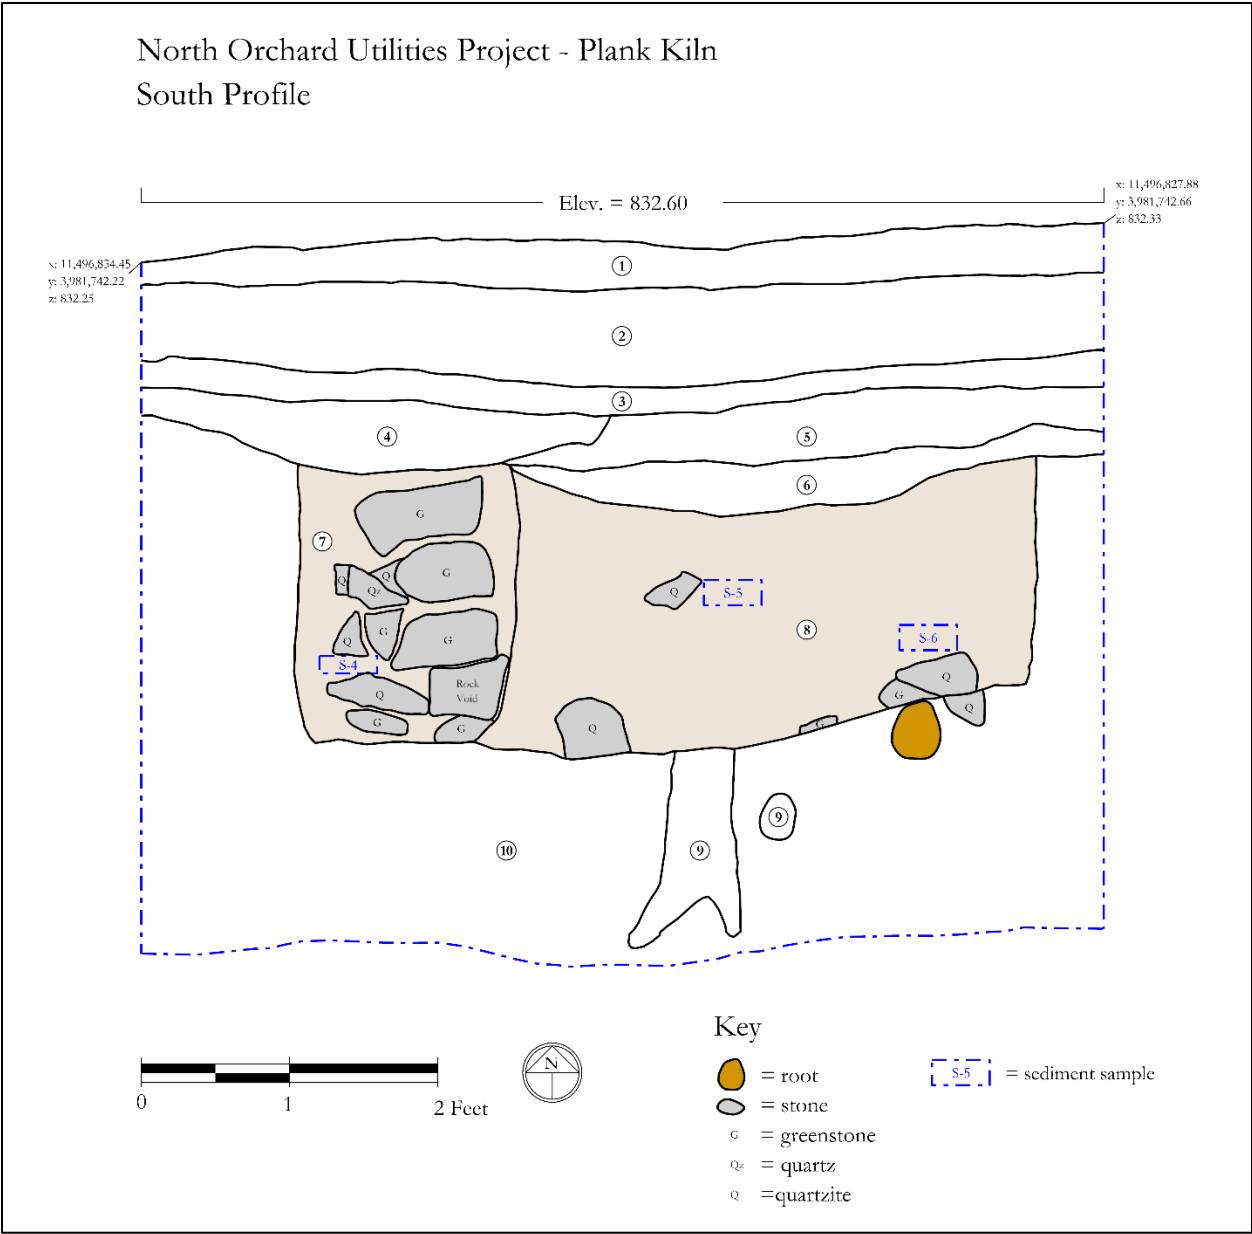 North Orchard Utilities Project - Plank Kiln
South Profile
x: 11,496,827.88
y: 3,981,742.66
z: 832.33
Elev. = 832.60
x: 11,496,834.45
y: 3,981,742.22
z: 832.25
1
2
3
4
5
6
G
7
Q
Q
Qz
G
Q
S-5
Q
G
G
8
S-6
S-4
Q
Rock
Void
Q
G
Q
G
G
Q
G
Q
9
10
9
Key
N
= root
S-5
= sediment sample
= stone
0
1
2 Feet
G
= greenstone
Qz
= quartz
Q
=quartzite